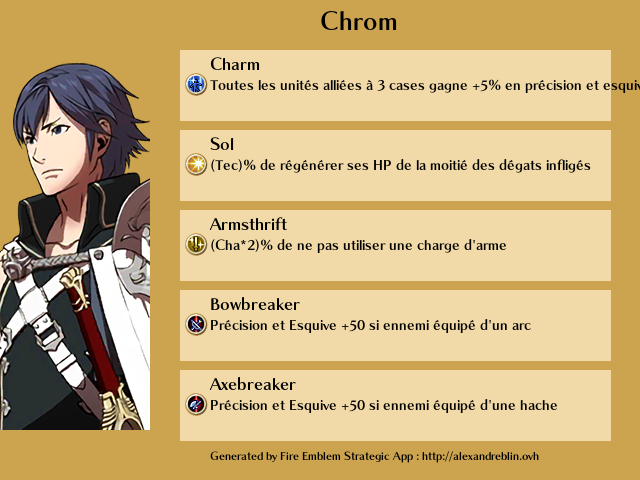 Chrom
Charm
Toutes les unités alliées à 3 cases gagne +5% en précision et
Sol
(Tec)% de régénérer ses HP de la moitié des dégats infligés
Armsthrift
(Cha*2)% de ne pas utiliser une charge d'arme
Bowbreaker
Précision et Esquive +50 si ennemi équipé d'un arc
Axebreaker
Précision et Esquive +50 si ennemi équipé d'une hache
Generated by Fire Emblem Strategic App : http://alexandreblin.ovh